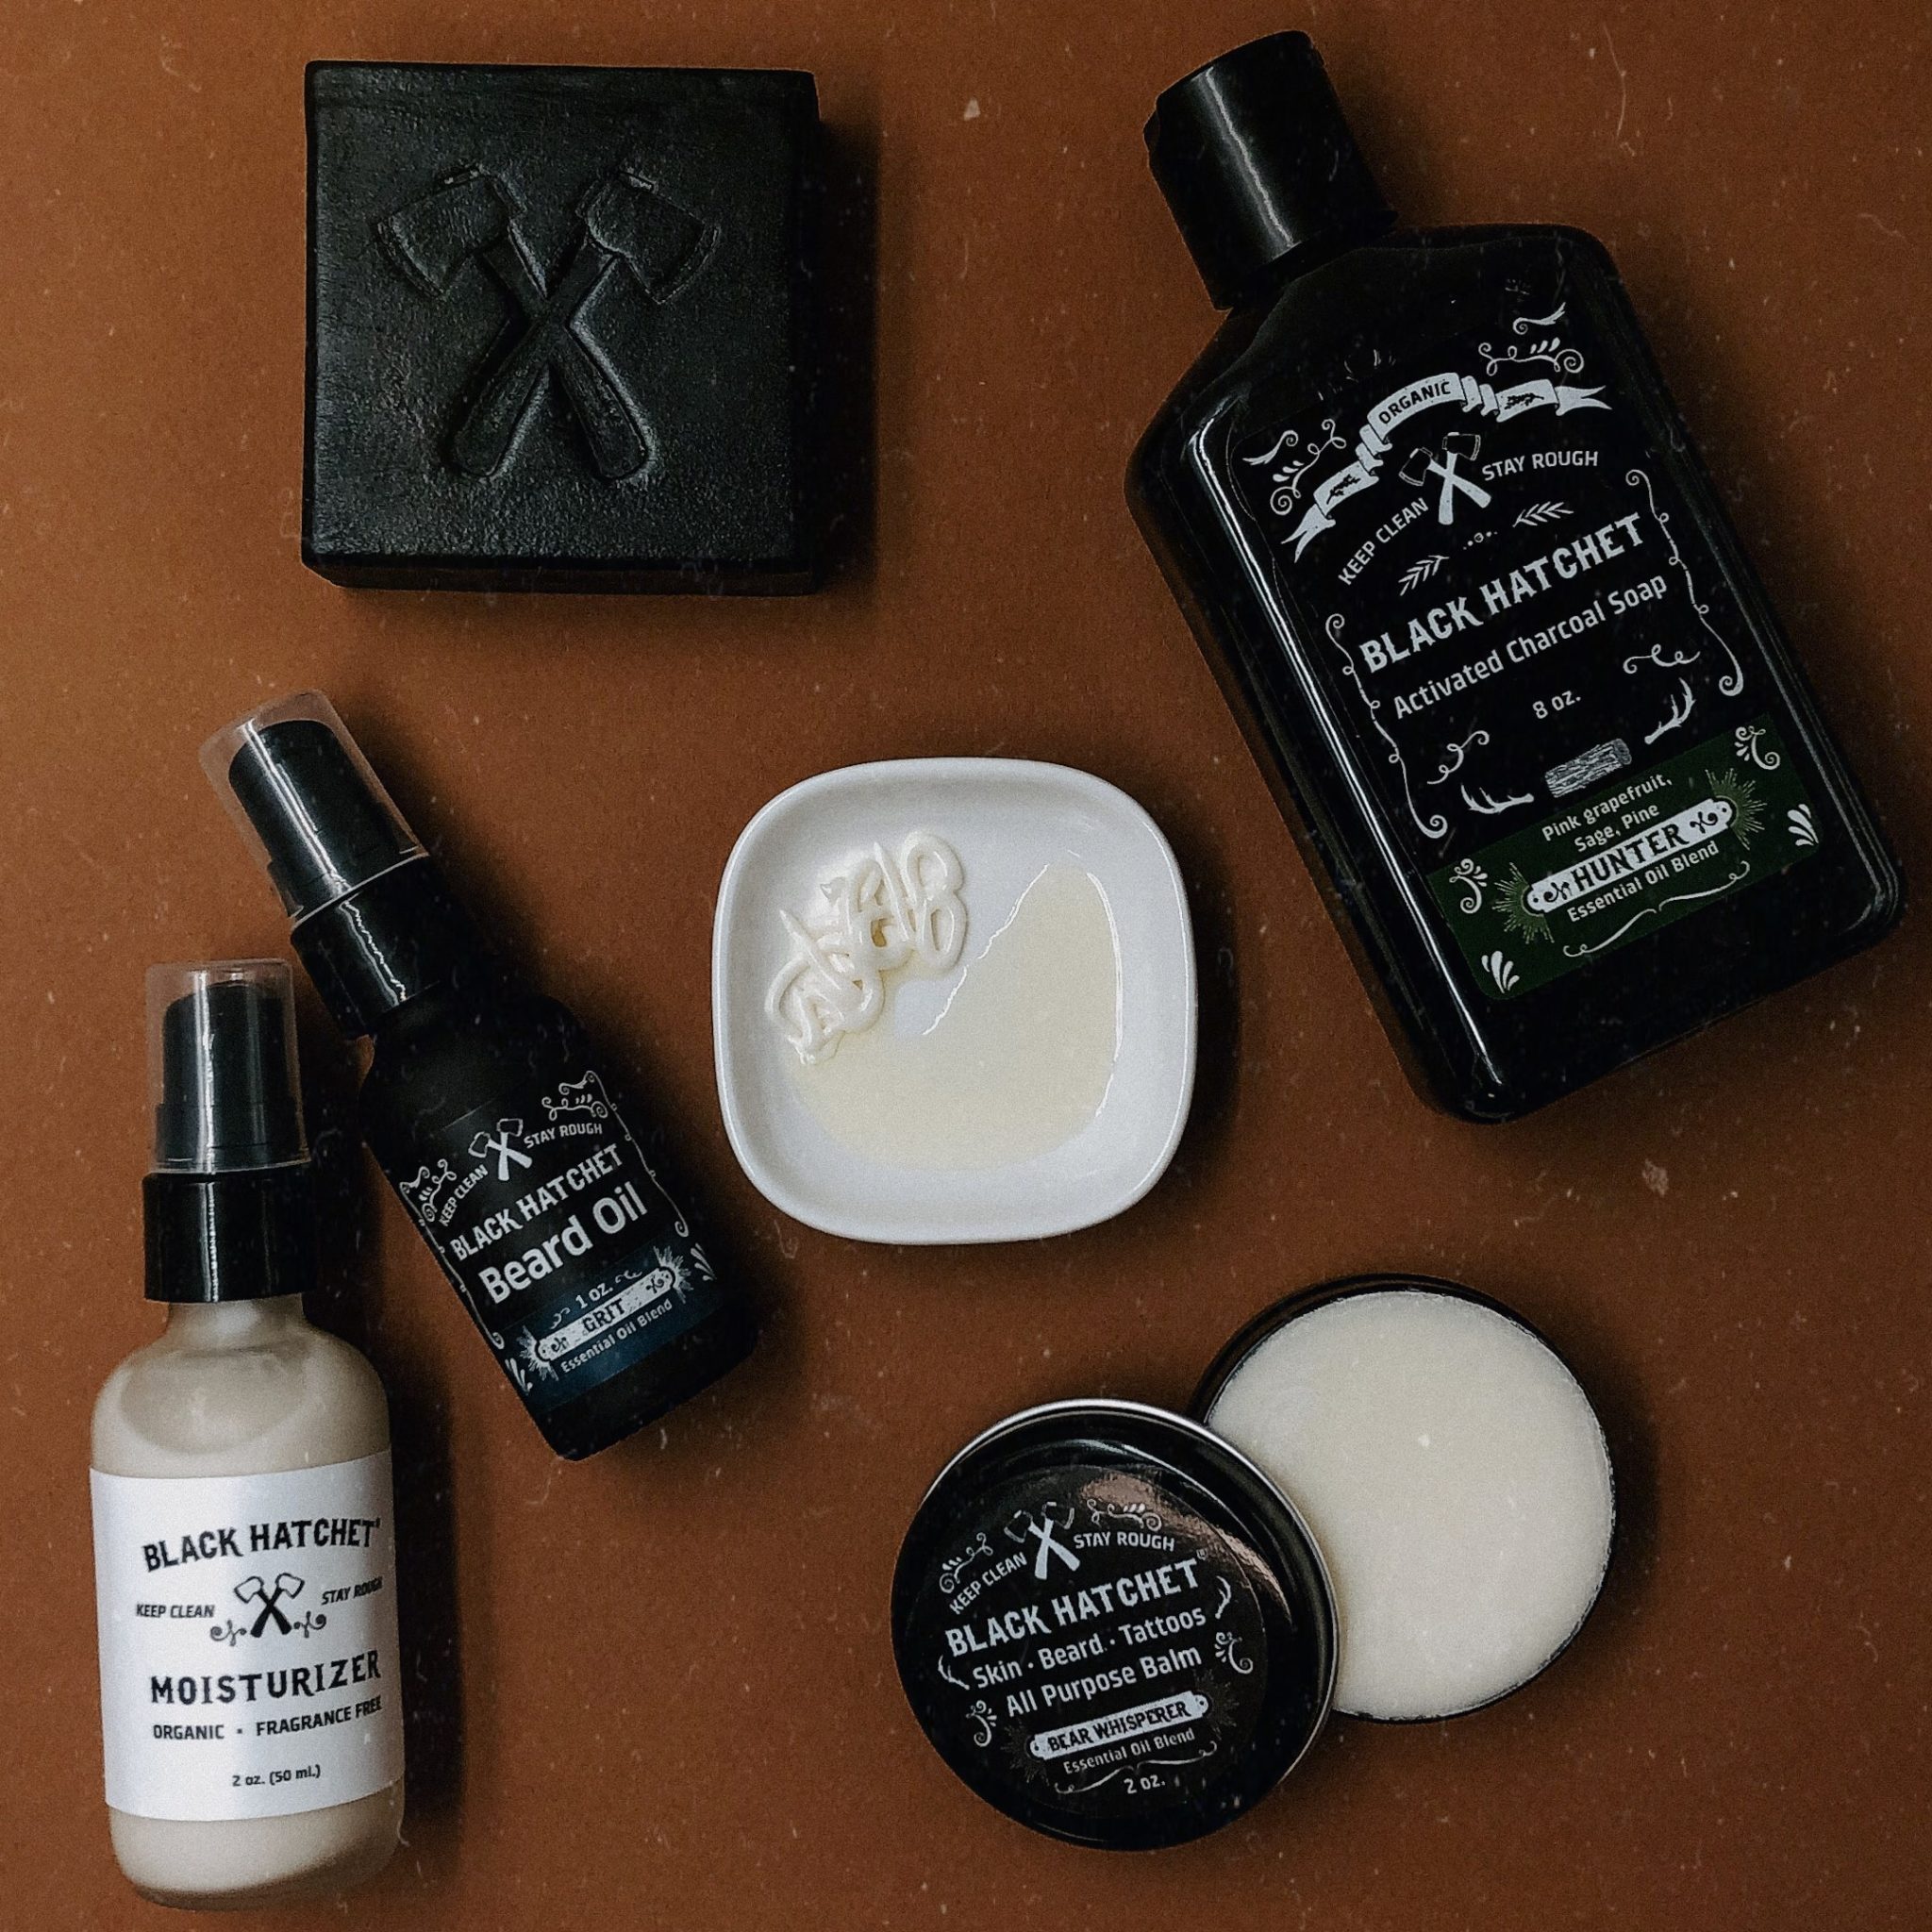 ORGANIC
KEEP CLEAN STAY ROUGH
BLACK HATCHET
Activated Charcoal Soap
8 oz.
Pink grapefruit,
Sage, Pine
HUNTER
Essential Oil Blend
KEEP CLEAN STAY ROUGH
BLACK HATCHET
Beard Oil
1 oz.
GRIT
Essential Oil Blend
BLACK HATCHET
KEEP CLEAN STAY ROUGH
MOISTURIZER
ORGANIC • FRAGRANCE FREE
2 oz. (50 ml.)
KEEP CLEAN STAY ROUGH
BLACK HATCHET®
Skin • Beard • Tattoos
All Purpose Balm
BEAR WHISPERER
Essential Oil Blend
2 oz.